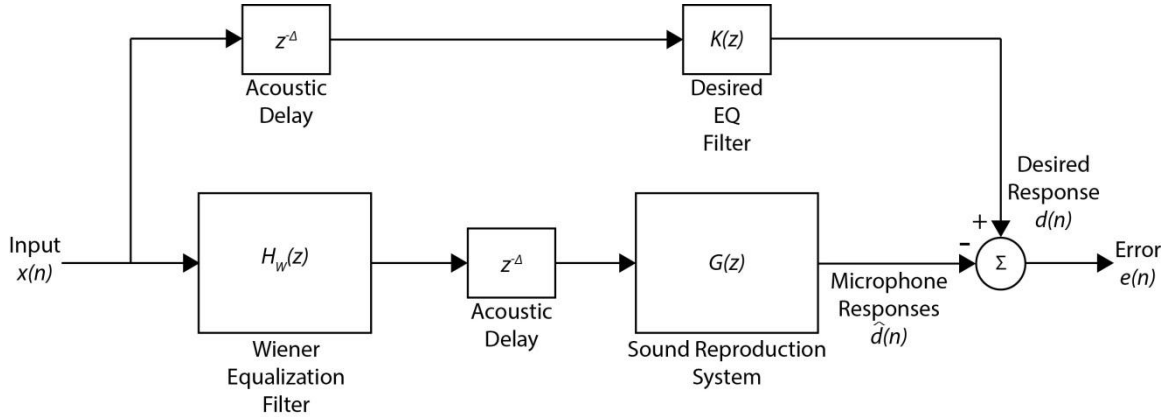 z^-Δ
Acoustic
Delay
K(z)
Desired
EQ
Filter
Input
x(n)
H_W(z)
Wiener
Equalization
Filter
z^-Δ
Acoustic
Delay
G(z)
Sound Reproduction
System
Microphone
Responses
d̂(n)
Desired
Response
d(n)
+
-
Σ
Error
e(n)